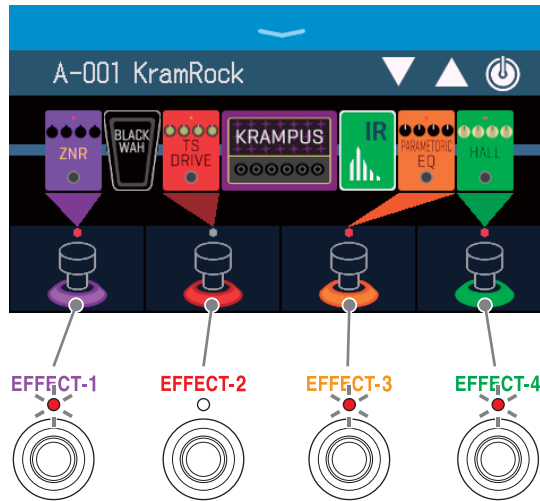 A-001 KramRock
ZNR
BLACK
WAH
TS
DRIVE
KRAMPUS
IR
PARAMETORIC
EQ
HALL
EFFECT-1
EFFECT-2
EFFECT-3
EFFECT-4